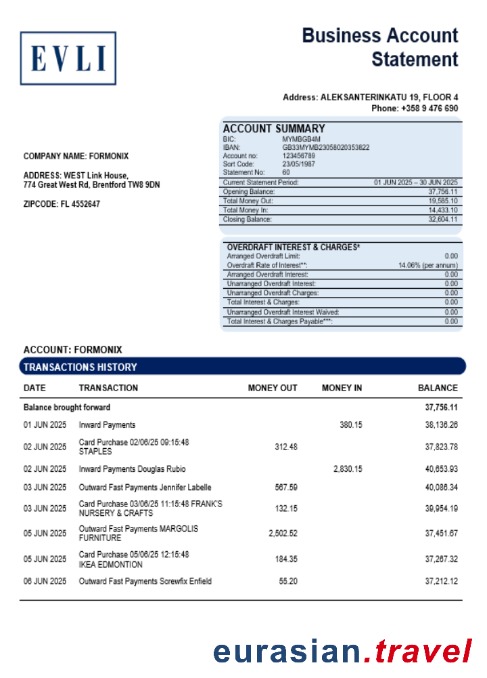 EVLI
Business Account
Statement
Address: ALEKSANTERINKATU 19, FLOOR 4
Phone: +358 9 476 690
COMPANY NAME: FORMONIX
ADDRESS: WEST Link House,
774 Great West Rd, Brentford TW8 9DN
ZIPCODE: FL 4552647
ACCOUNT SUMMARY
BIC: MYMBGB4M
IBAN: GB33MYMB23058020353822
Account no: 123456789
Sort Code: 23/05/1987
Statement No: 60
Current Statement Period: 01 JUN 2025 – 30 JUN 2025
Opening Balance: 37,756.11
Total Money Out: 19,585.10
Total Money In: 14,433.10
Closing Balance: 32,604.11
OVERDRAFT INTEREST & CHARGES*
Arranged Overdraft Limit: 0.00
Overdraft Rate of Interest**: 14.06% (per annum)
Arranged Overdraft Interest: 0.00
Unarranged Overdraft Interest: 0.00
Unarranged Overdraft Charges: 0.00
Total Interest & Charges: 0.00
Unarranged Overdraft Interest Waived: 0.00
Total Interest & Charges Payable***: 0.00
ACCOUNT: FORMONIX
TRANSACTIONS HISTORY
DATE TRANSACTION MONEY OUT MONEY IN BALANCE
Balance brought forward 37,756.11
01 JUN 2025 Inward Payments 380.15 38,136.26
02 JUN 2025 Card Purchase 02/06/25 09:15:48 312.48 37,823.78
STAPLES
02 JUN 2025 Inward Payments Douglas Rubio 2,830.15 40,653.93
03 JUN 2025 Outward Fast Payments Jennifer Labelle 567.59 40,086.34
03 JUN 2025 Card Purchase 03/06/25 11:15:48 FRANK'S 132.15 39,954.19
NURSERY & CRAFTS
05 JUN 2025 Outward Fast Payments MARGOLIS 2,502.52 37,451.67
FURNITURE
05 JUN 2025 Card Purchase 05/06/25 12:15:48 184.35 37,267.32
IKEA EDMONTION
06 JUN 2025 Outward Fast Payments Screwfix Enfield 55.20 37,212.12
eurasian.travel